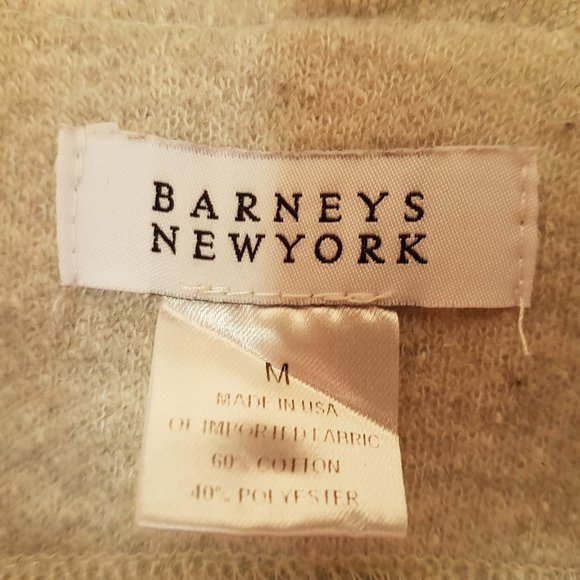 BARNEYS
NEWYORK
M
MADE IN USA
OF IMPORTED FABRIC
60% COTTON
40% POLYESTER